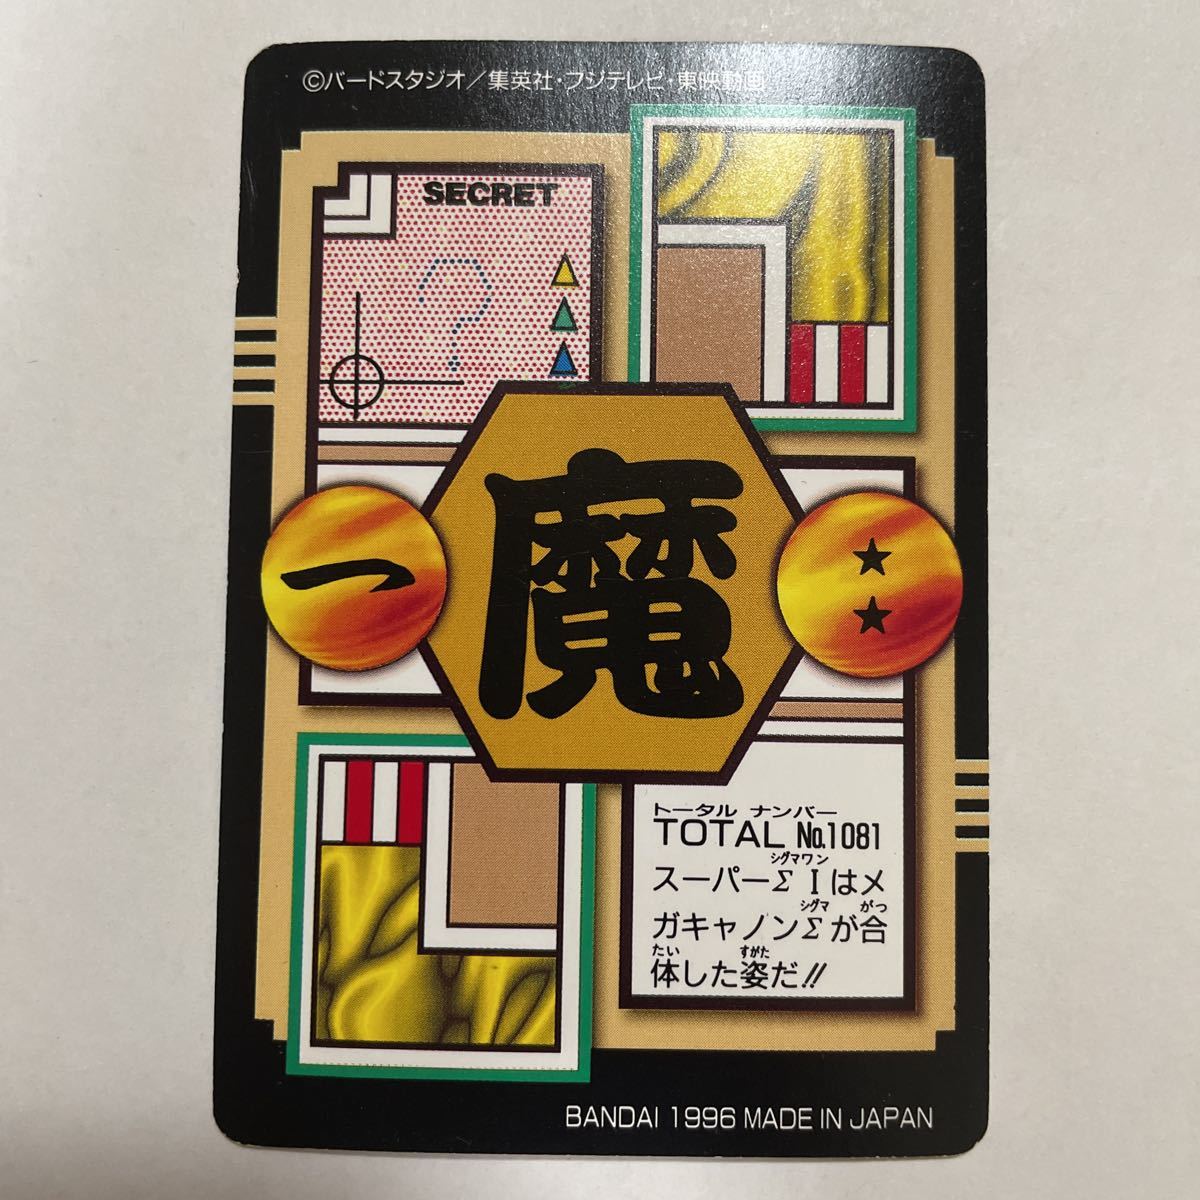 ©バードスタジオ／集英社・フジテレビ・東映動画
SECRET
?
一
魔
★
★
トータル ナンバー
TOTAL No.1081
シグマワン
スーパーΣ Ⅰはメ
シグマ がっ
ガキャノンΣが合
たい すがた
体した姿だ!!
BANDAI 1996 MADE IN JAPAN